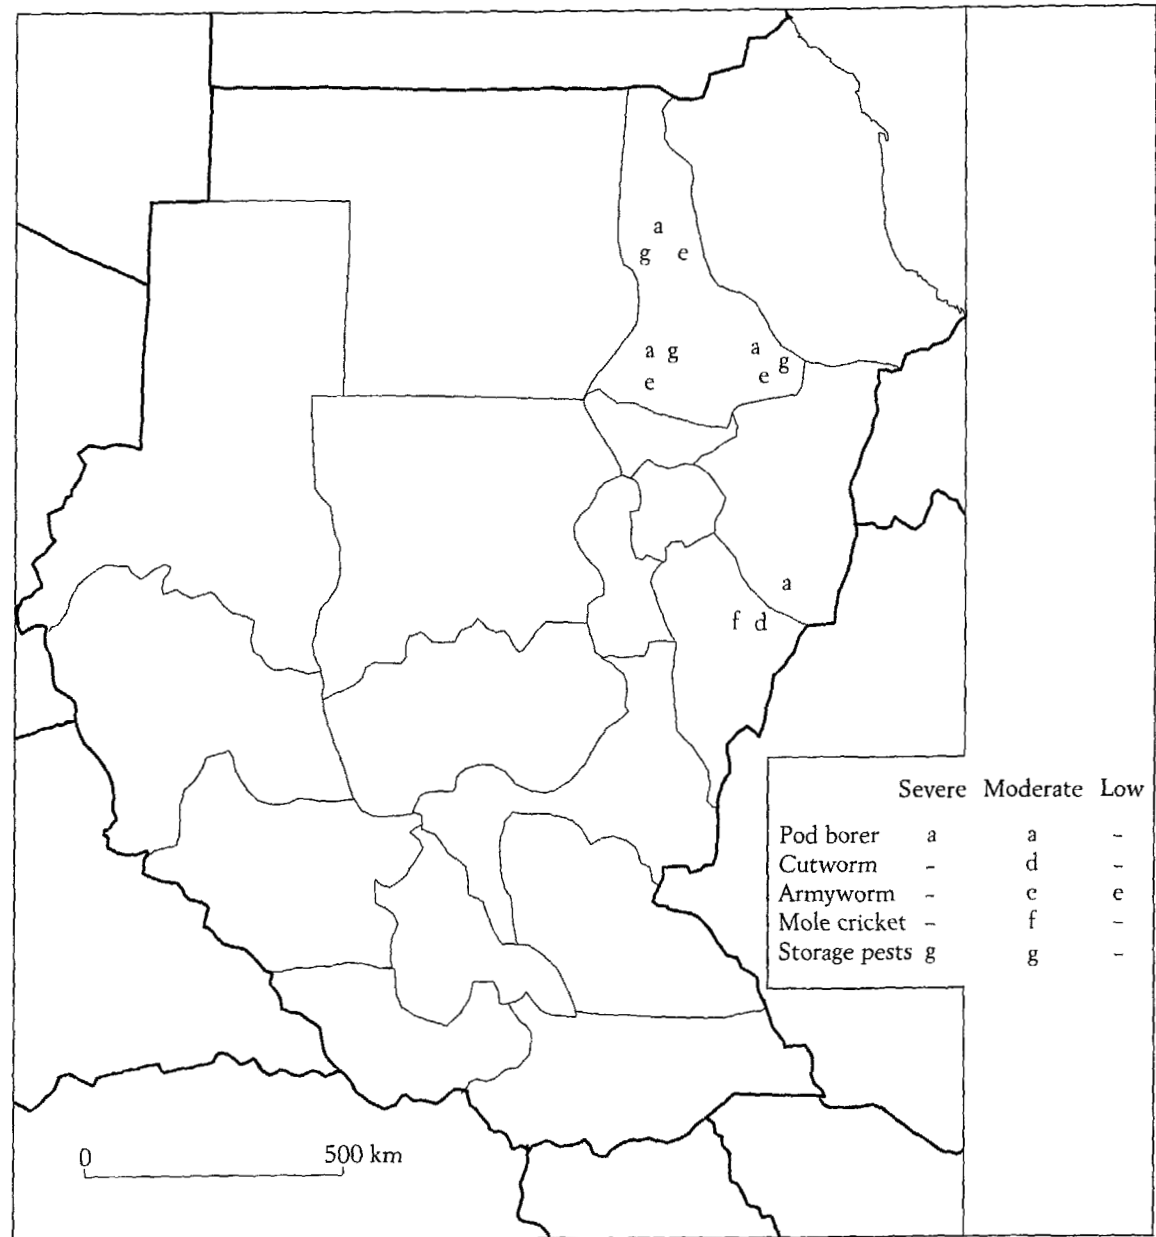 a
g e
a g
e
a g
e
a
f d
Severe Moderate Low
Pod borer a a –
Cutworm – d –
Armyworm – e e
Mole cricket – f –
Storage pests g g –
0 500 km